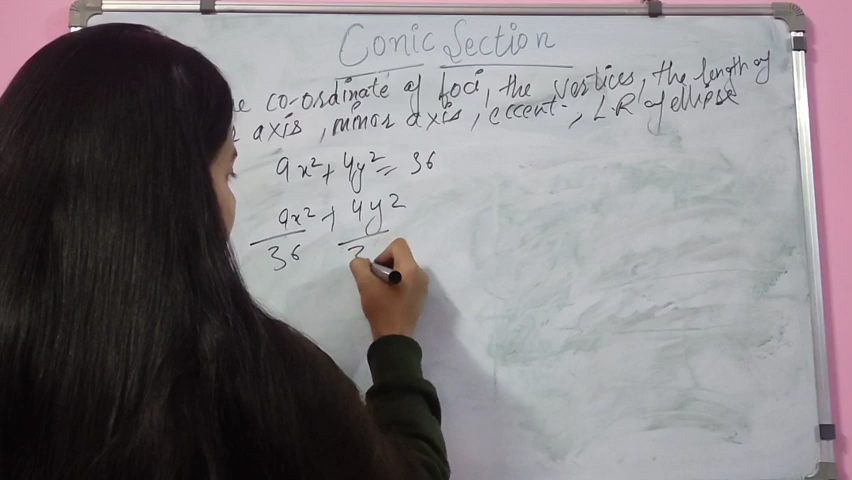 Conic Section
co-ordinate of foci, the vertices, the length of
axis, minor axis, eccent., LR of ellipse
9x²+4y²=36
9x² + 4y²
36 3